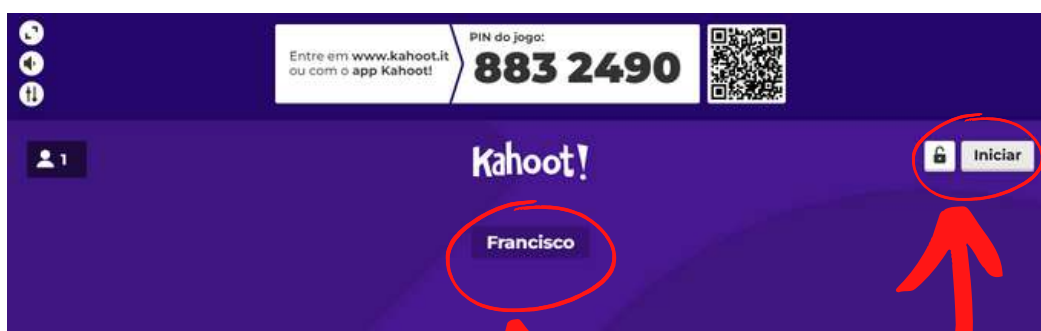 Entre em www.kahoot.it
ou com o app Kahoot!
PIN do jogo:
883 2490
1
Kahoot!
Iniciar
Francisco